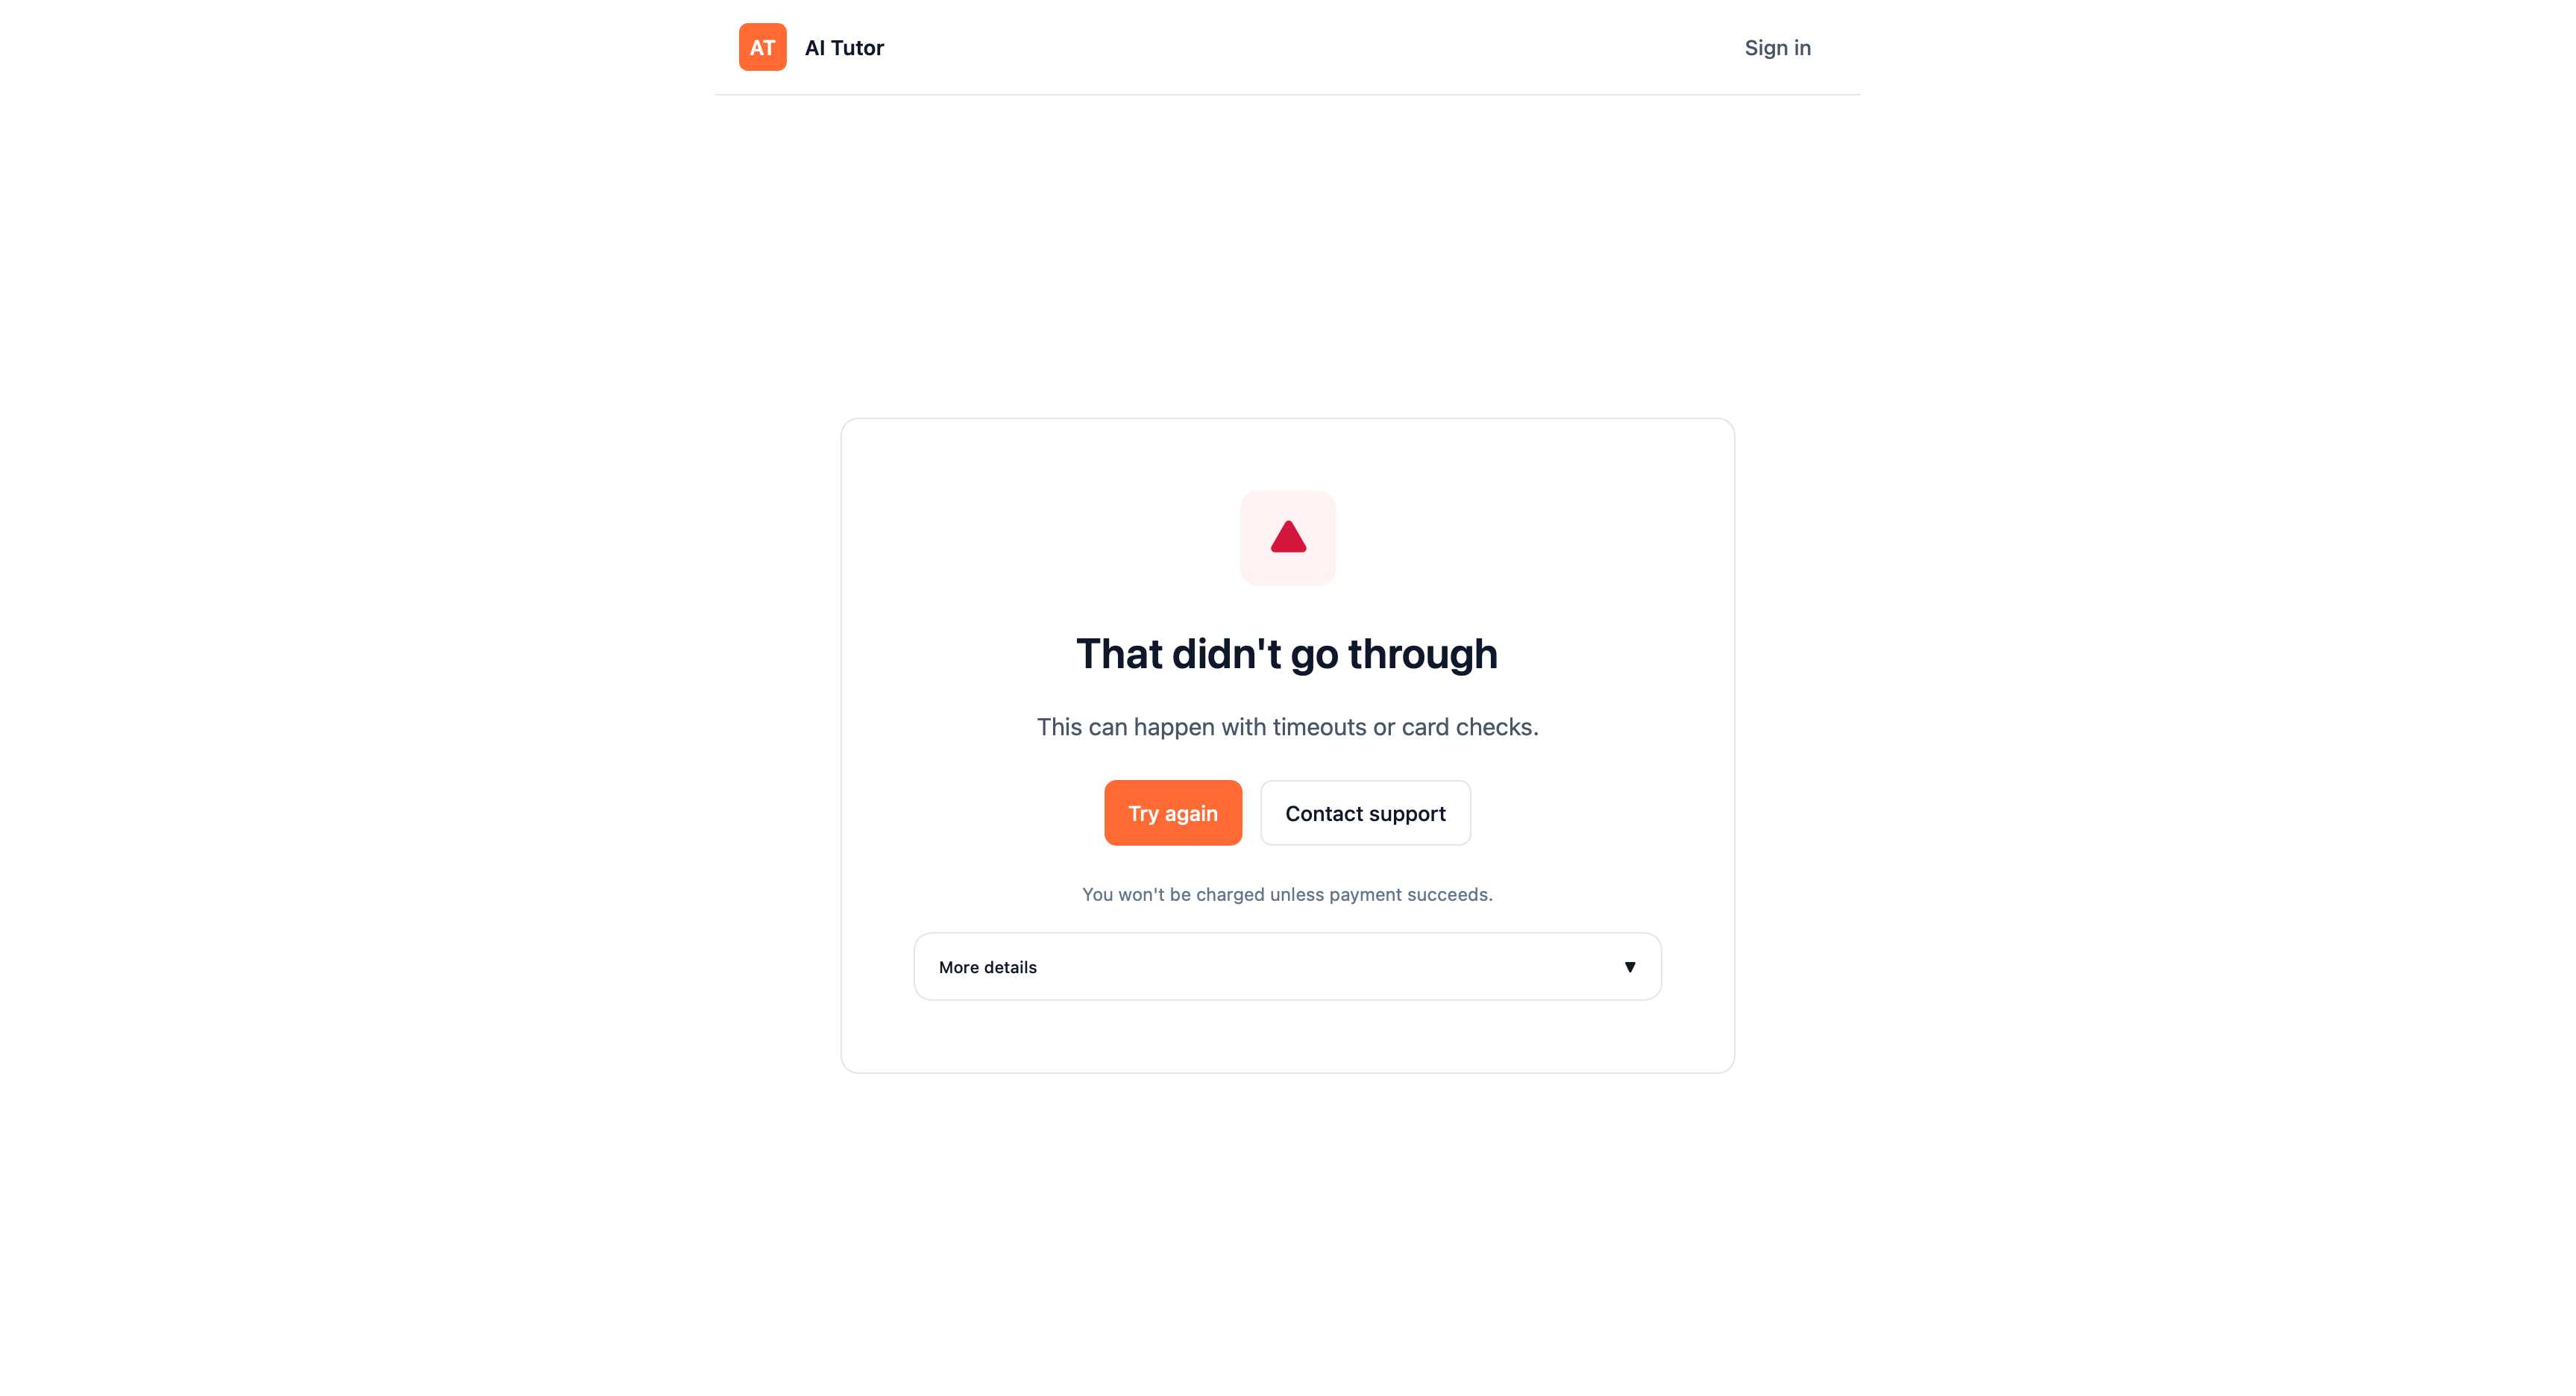 AT
AI Tutor
Sign in
That didn't go through
This can happen with timeouts or card checks.
Try again
Contact support
You won't be charged unless payment succeeds.
More details